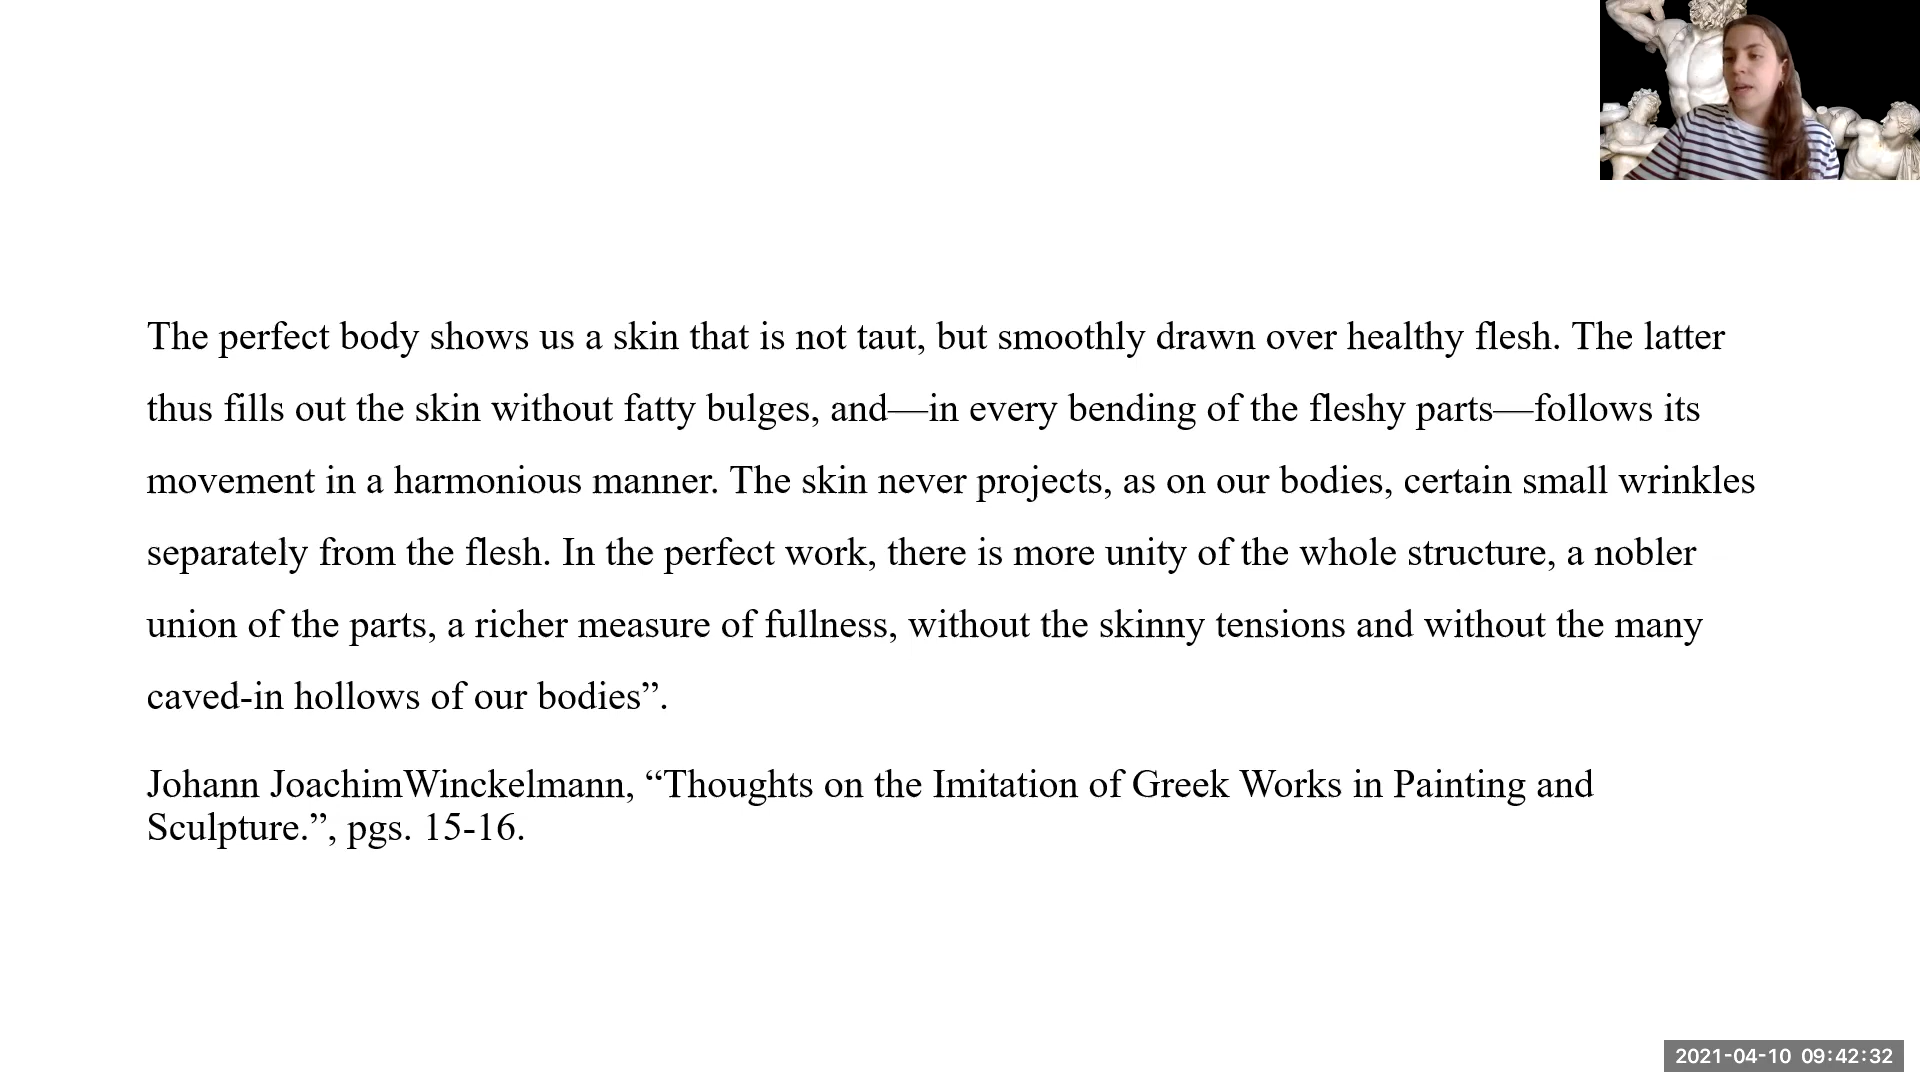 The perfect body shows us a skin that is not taut, but smoothly drawn over healthy flesh. The latter
thus fills out the skin without fatty bulges, and—in every bending of the fleshy parts—follows its
movement in a harmonious manner. The skin never projects, as on our bodies, certain small wrinkles
separately from the flesh. In the perfect work, there is more unity of the whole structure, a nobler
union of the parts, a richer measure of fullness, without the skinny tensions and without the many
caved-in hollows of our bodies”.
Johann JoachimWinckelmann, “Thoughts on the Imitation of Greek Works in Painting and
Sculpture.”, pgs. 15-16.
2021-04-10 09:42:32